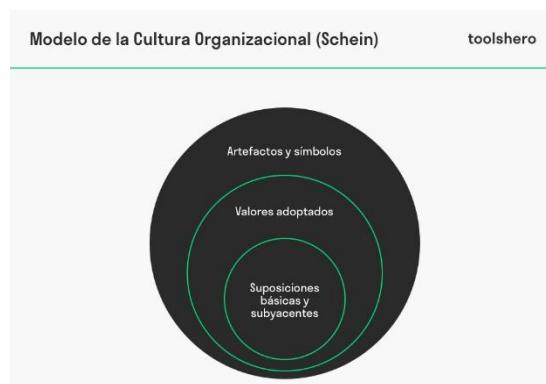 Modelo de la Cultura Organizacional (Schein)
toolshero
Artefactos y símbolos
Valores adoptados
Suposiciones
básicas y
subyacentes